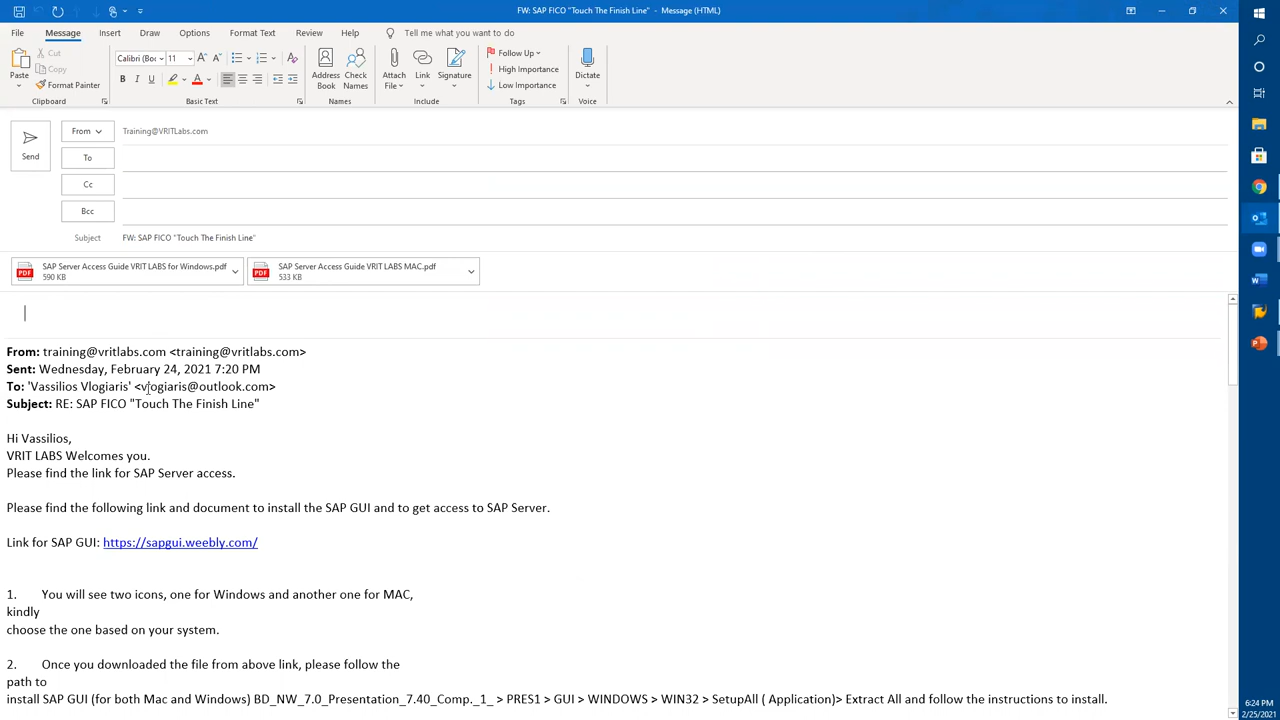 FW: SAP FICO "Touch The Finish Line" - Message (HTML)
File Message Insert Draw Options Format Text Review Help Tell me what you want to do
Paste
Cut
Copy
Format Painter
Calibri (Boc 11
B I U
Address Book
Check Names
Attach File
Link
Signature
Follow Up
High Importance
Low Importance
Dictate
Clipboard Basic Text Names Include Tags Voice
Send
From Training@VRITLabs.com
To
Cc
Bcc
Subject FW: SAP FICO "Touch The Finish Line"
SAP Server Access Guide VRIT LABS for Windows.pdf
590 KB
SAP Server Access Guide VRIT LABS MAC.pdf
533 KB
From: training@vritlabs.com <training@vritlabs.com>
Sent: Wednesday, February 24, 2021 7:20 PM
To: 'Vassilios Vlogiaris' <vlogiaris@outlook.com>
Subject: RE: SAP FICO "Touch The Finish Line"
Hi Vassilios,
VRIT LABS Welcomes you.
Please find the link for SAP Server access.
Please find the following link and document to install the SAP GUI and to get access to SAP Server.
Link for SAP GUI: https://sapgui.weebly.com/
1. You will see two icons, one for Windows and another one for MAC,
kindly
choose the one based on your system.
2. Once you downloaded the file from above link, please follow the
path to
install SAP GUI (for both Mac and Windows) BD_NW_7.0_Presentation_7.40_Comp._1_ > PRES1 > GUI > WINDOWS > WIN32 > SetupAll ( Application)> Extract All and follow the instructions to install.
6:24 PM
2/25/2021